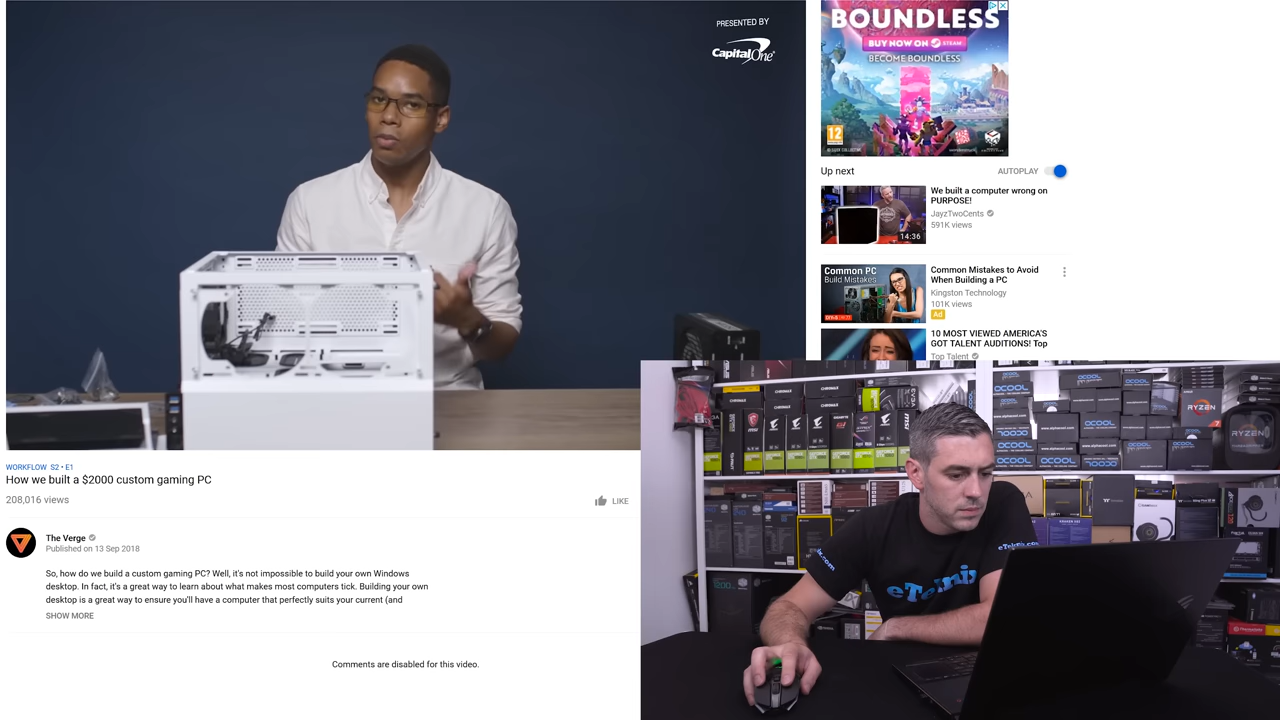 PRESENTED BY
Capital One
BOUNDLESS
BUY NOW ON STEAM
BECOME BOUNDLESS
12
Up next
AUTOPLAY
We built a computer wrong on
PURPOSE!
JayzTwoCents
591K views
14:36
Common PC
Build Mistakes
Common Mistakes to Avoid
When Building a PC
Kingston Technology
101K views
Ad
10 MOST VIEWED AMERICA'S
GOT TALENT AUDITIONS! Top
Top Talent
WORKFLOW S2 • E1
How we built a $2000 custom gaming PC
208,016 views
LIKE
The Verge
Published on 13 Sep 2018
So, how do we build a custom gaming PC? Well, it's not impossible to build your own Windows
desktop. In fact, it's a great way to learn about what makes most computers tick. Building your own
desktop is a great way to ensure you'll have a computer that perfectly suits your current (and
SHOW MORE
Comments are disabled for this video.
RYZEN
RYZEN
eTeknix